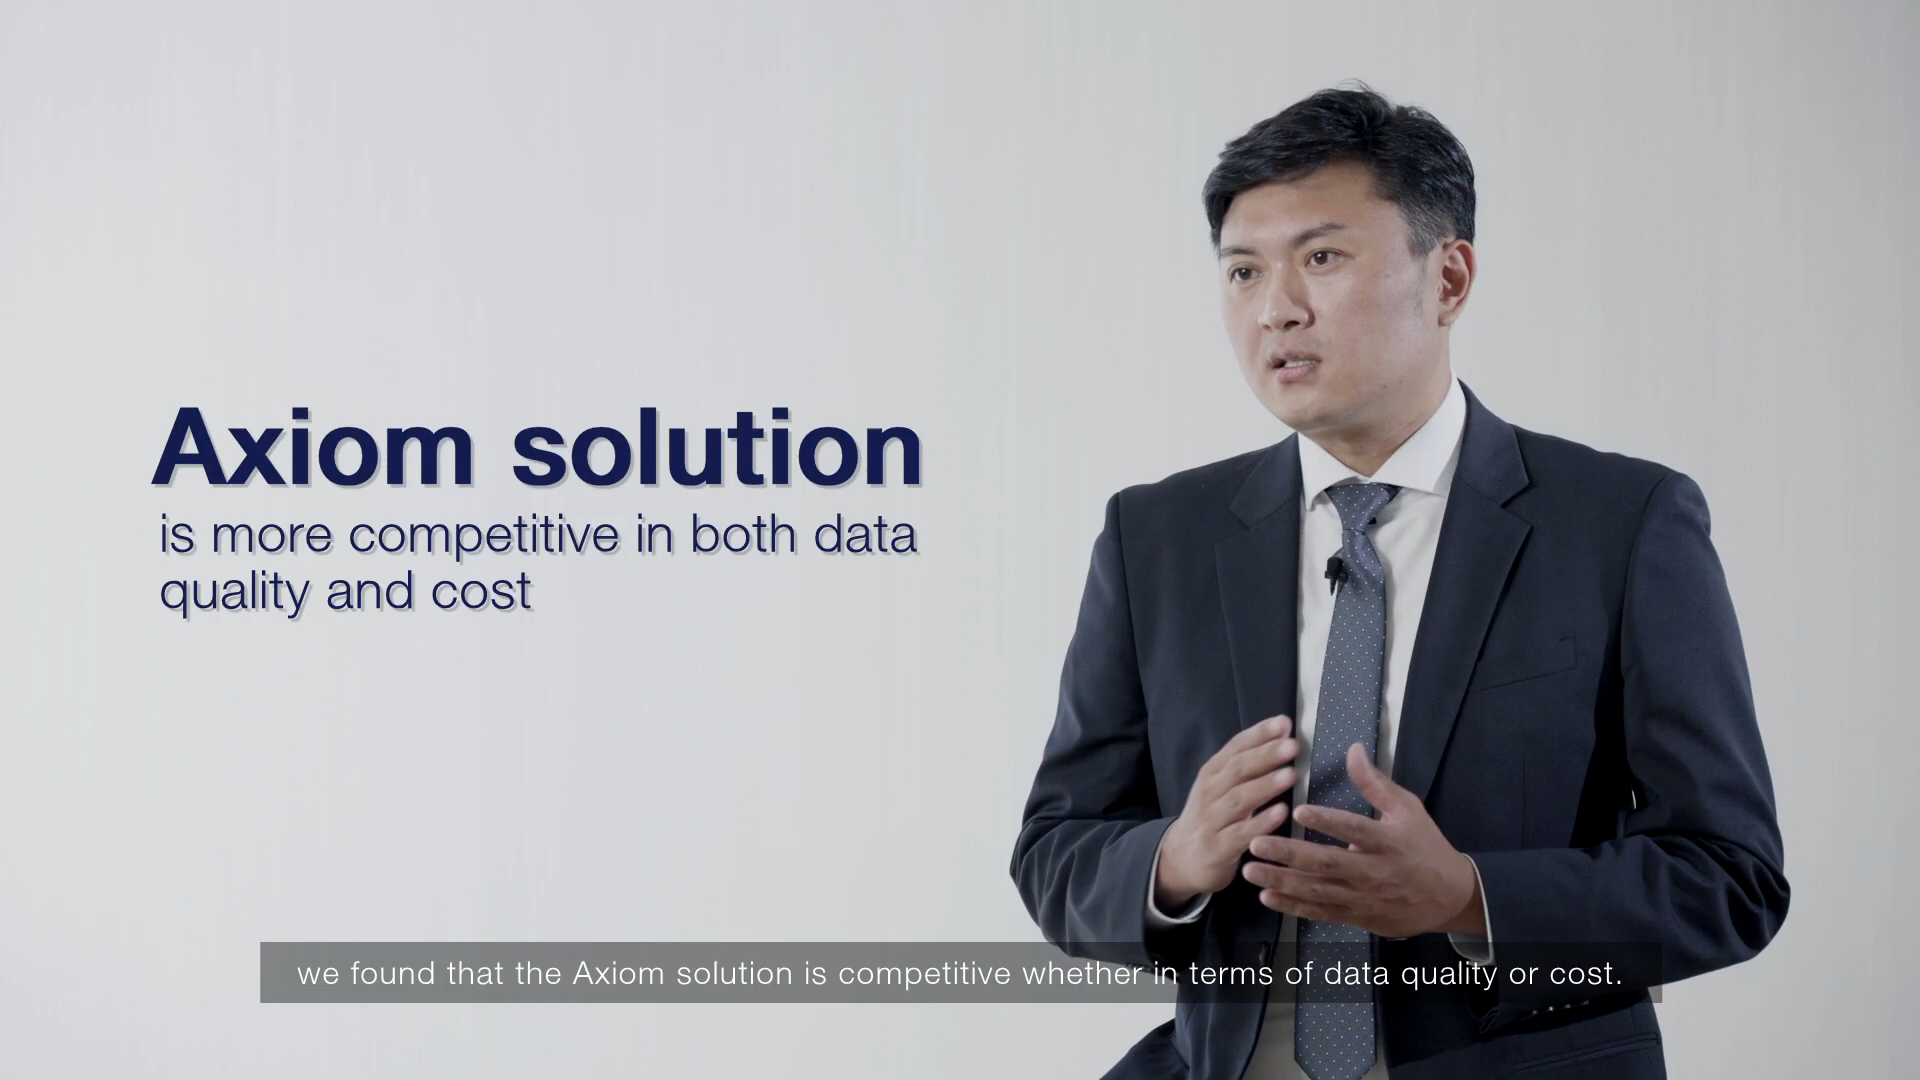 Axiom solution
is more competitive in both data
quality and cost
we found that the Axiom solution is competitive whether in terms of data quality or cost.